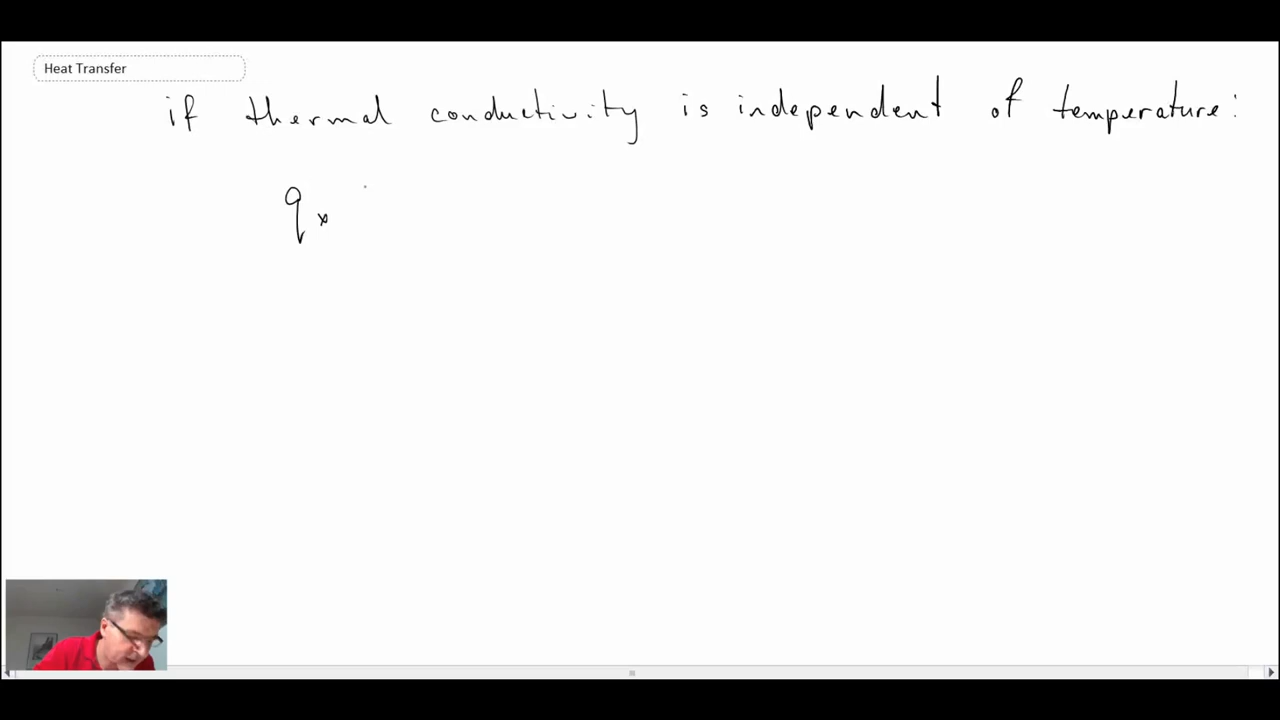 Heat Transfer
if thermal conductivity is independent of temperature:
qₓ